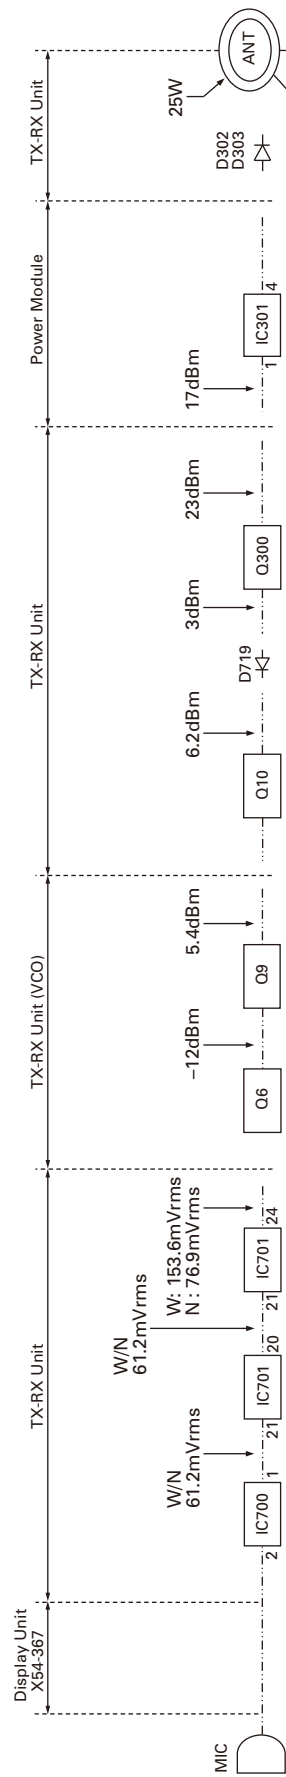 Display Unit
X54-367
TX-RX Unit
TX-RX Unit (VCO)
TX-RX Unit
Power Module
TX-RX Unit
MIC
2
IC700
1
W/N
61.2mVrms
21
IC701
20
W/N
61.2mVrms
21
IC701
24
W: 153.6mVrms
N : 76.9mVrms
Q6
–12dBm
Q9
5.4dBm
Q10
6.2dBm
D719
3dBm
Q300
23dBm
17dBm
1
IC301
4
D302
D303
25W
ANT